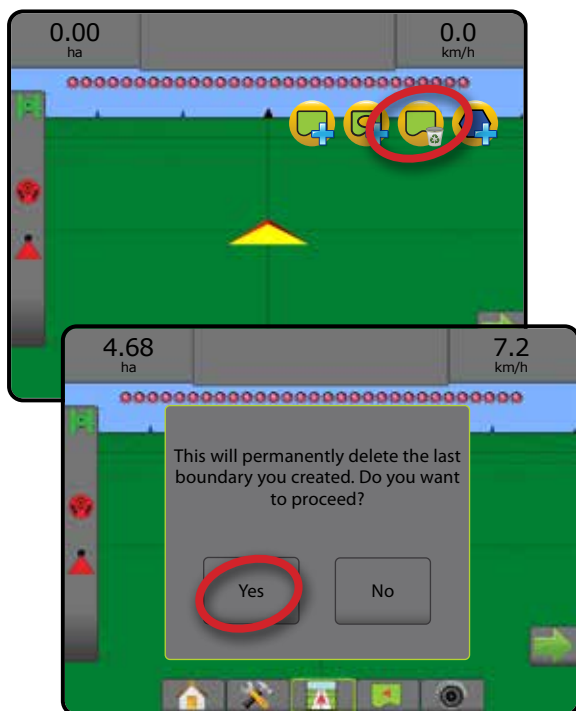 0.00
ha
0.0
km/h
4.68
ha
7.2
km/h
This will permanently delete the last
boundary you created. Do you want
to proceed?
Yes
No